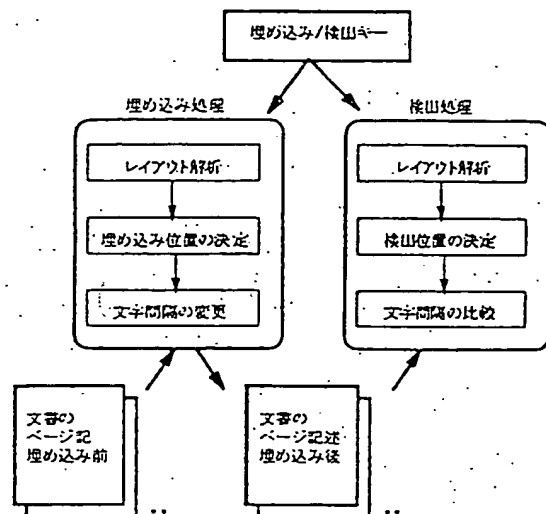 埋め込み/検出キー
埋め込み処理
検出処理
レイアウト解析
レイアウト解析
埋め込み位置の決定
検出位置の決定
文字間隔の変更
文字間隔の比較
文書の
ページ記
埋め込み前
文書の
ページ記述
埋め込み後